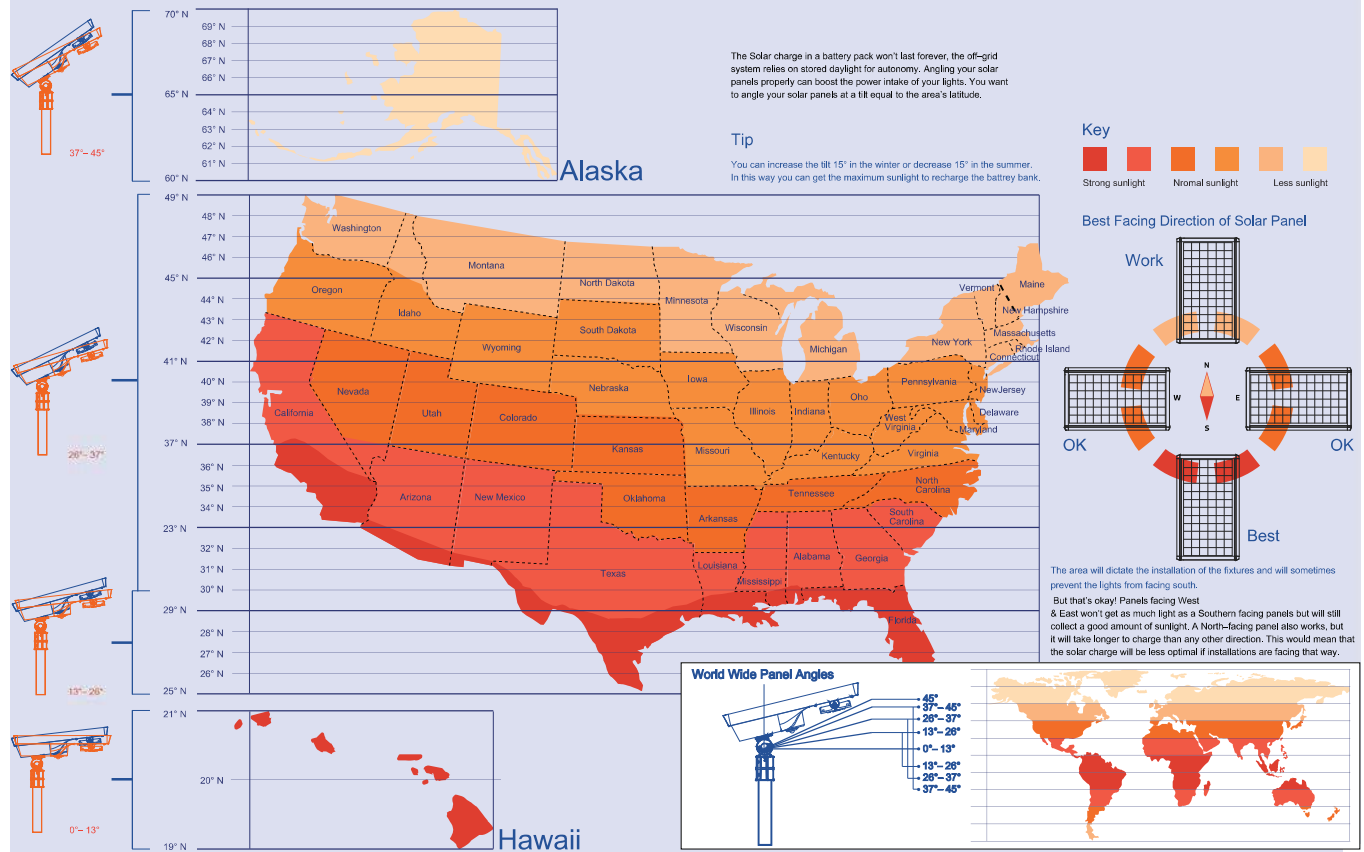 70° N
69° N
68° N
67° N
66° N
65° N
64° N
63° N
62° N
61° N
60° N
37°– 45°
Alaska
The Solar charge in a battery pack won't last forever, the off–grid
system relies on stored daylight for autonomy. Angling your solar
panels properly can boost the power intake of your lights. You want
to angle your solar panels at a tilt equal to the area's latitude.
Tip
You can increase the tilt 15° in the winter or decrease 15° in the summer.
In this way you can get the maximum sunlight to recharge the battrey bank.
Key
Strong sunlight
Nromal sunlight
Less sunlight
49° N
48° N
47° N
46° N
45° N
44° N
43° N
42° N
41° N
40° N
39° N
38° N
37° N
36° N
35° N
34° N
23° N
32° N
31° N
30° N
29° N
28° N
27° N
26° N
25° N
26°– 37°
13°– 26°
Washington
Montana
North Dakota
Minnesota
Oregon
Idaho
Wyoming
South Dakota
Wisconsin
Michigan
Vermont
Maine
New Hampshire
Massachusetts
Rhode Island
Connecticut
New York
Nebraska
Iowa
Pennsylvania
NewJersey
Nevada
Utah
Colorado
California
Illinois
Indiana
Oho
West
Virginia
Delaware
Maryland
Kansas
Missouri
Kentucky
Virginia
Arizona
New Mexico
Oklahoma
Arkansas
Tennessee
North
Carolina
South
Carolina
Texas
Louisiana
Mississippi
Alabama
Georgia
Florida
Best Facing Direction of Solar Panel
Work
N
W
E
S
OK
OK
Best
The area will dictate the installation of the fixtures and will sometimes
prevent the lights from facing south.
But that's okay! Panels facing West
& East won't get as much light as a Southern facing panels but will still
collect a good amount of sunlight. A North–facing panel also works, but
it will take longer to charge than any other direction. This would mean that
the solar charge will be less optimal if installations are facing that way.
21° N
20° N
19° N
0°– 13°
Hawaii
World Wide Panel Angles
45°
37°– 45°
26°– 37°
13°– 26°
0°– 13°
13°– 26°
26°– 37°
37°– 45°